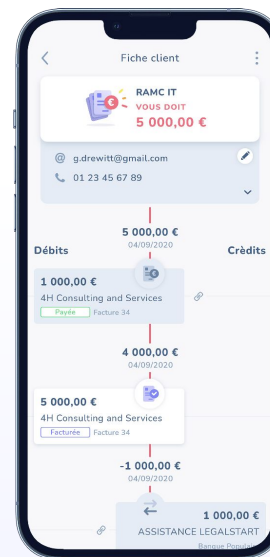 Fiche client
RAMC IT
VOUS DOIT
5 000,00 €
@ g.drewitt@gmail.com
01 23 45 67 89
5 000,00 €
04/09/2020
Débits
Crèdits
1 000,00 €
4H Consulting and Services
Payée Facture 34
4 000,00 €
04/09/2020
5 000,00 €
4H Consulting and Services
Facturée Facture 34
-1 000,00 €
04/09/2020
1 000,00 €
ASSISTANCE LEGALSTART
Banque Populaire